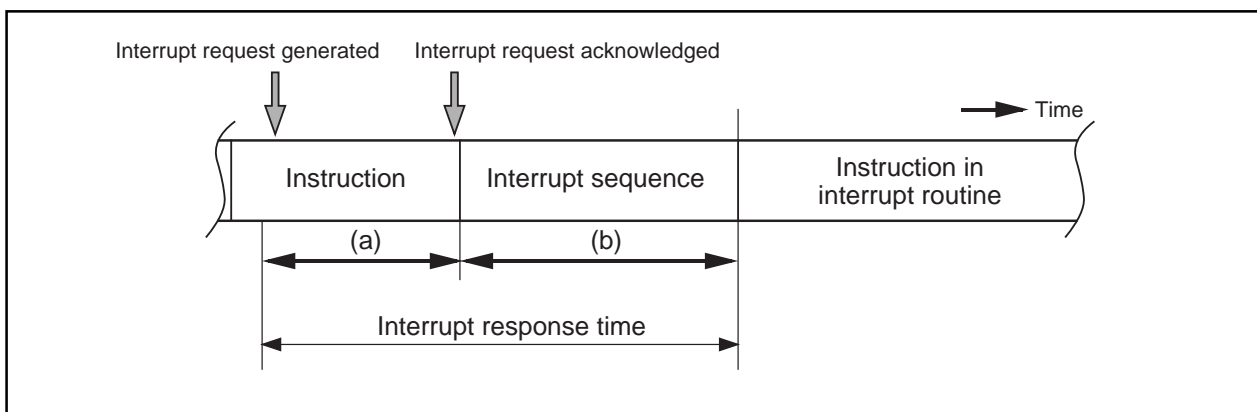 Interrupt request generated
Interrupt request acknowledged
Time
Instruction
Interrupt sequence
Instruction in
interrupt routine
(a)
(b)
Interrupt response time